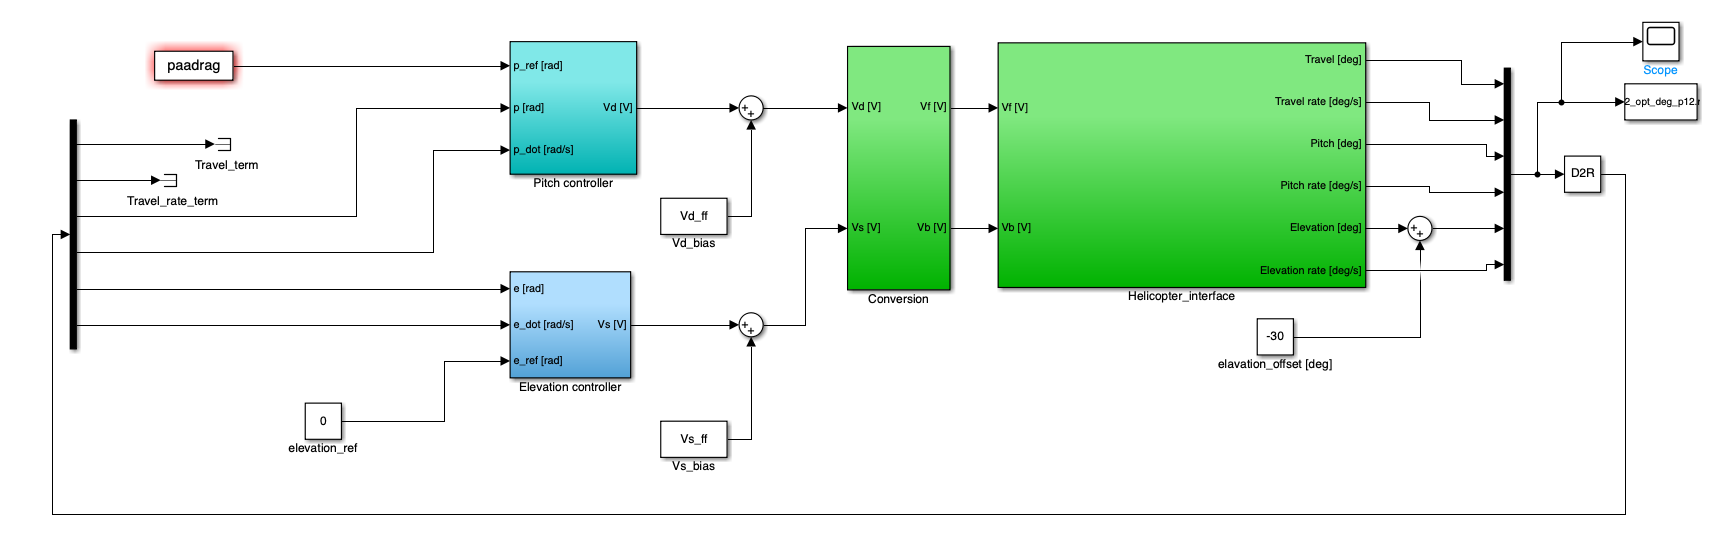 paadrag
p_ref [rad]
p [rad]
p_dot [rad/s]
Vd [V]
Pitch controller
Travel_term
Travel_rate_term
Vd_ff
Vd_bias
e [rad]
e_dot [rad/s]
e_ref [rad]
Vs [V]
Elevation controller
0
elevation_ref
Vs_ff
Vs_bias
Vd [V]
Vs [V]
Vf [V]
Vb [V]
Conversion
Vf [V]
Vb [V]
Travel [deg]
Travel rate [deg/s]
Pitch [deg]
Pitch rate [deg/s]
Elevation [deg]
Elevation rate [deg/s]
Helicopter_interface
-30
elavation_offset [deg]
Scope
2_opt_deg_p12.
D2R